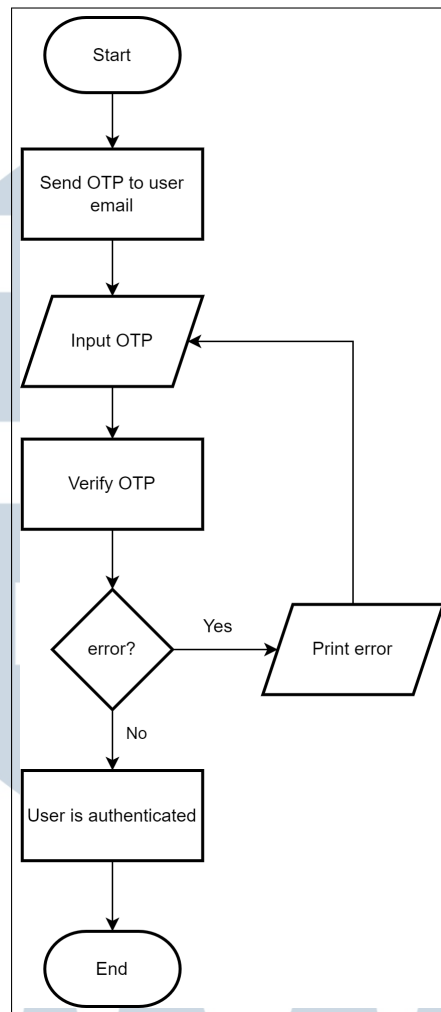 Start
Send OTP to user
email
Input OTP
Verify OTP
error?
Yes
Print error
No
User is authenticated
End